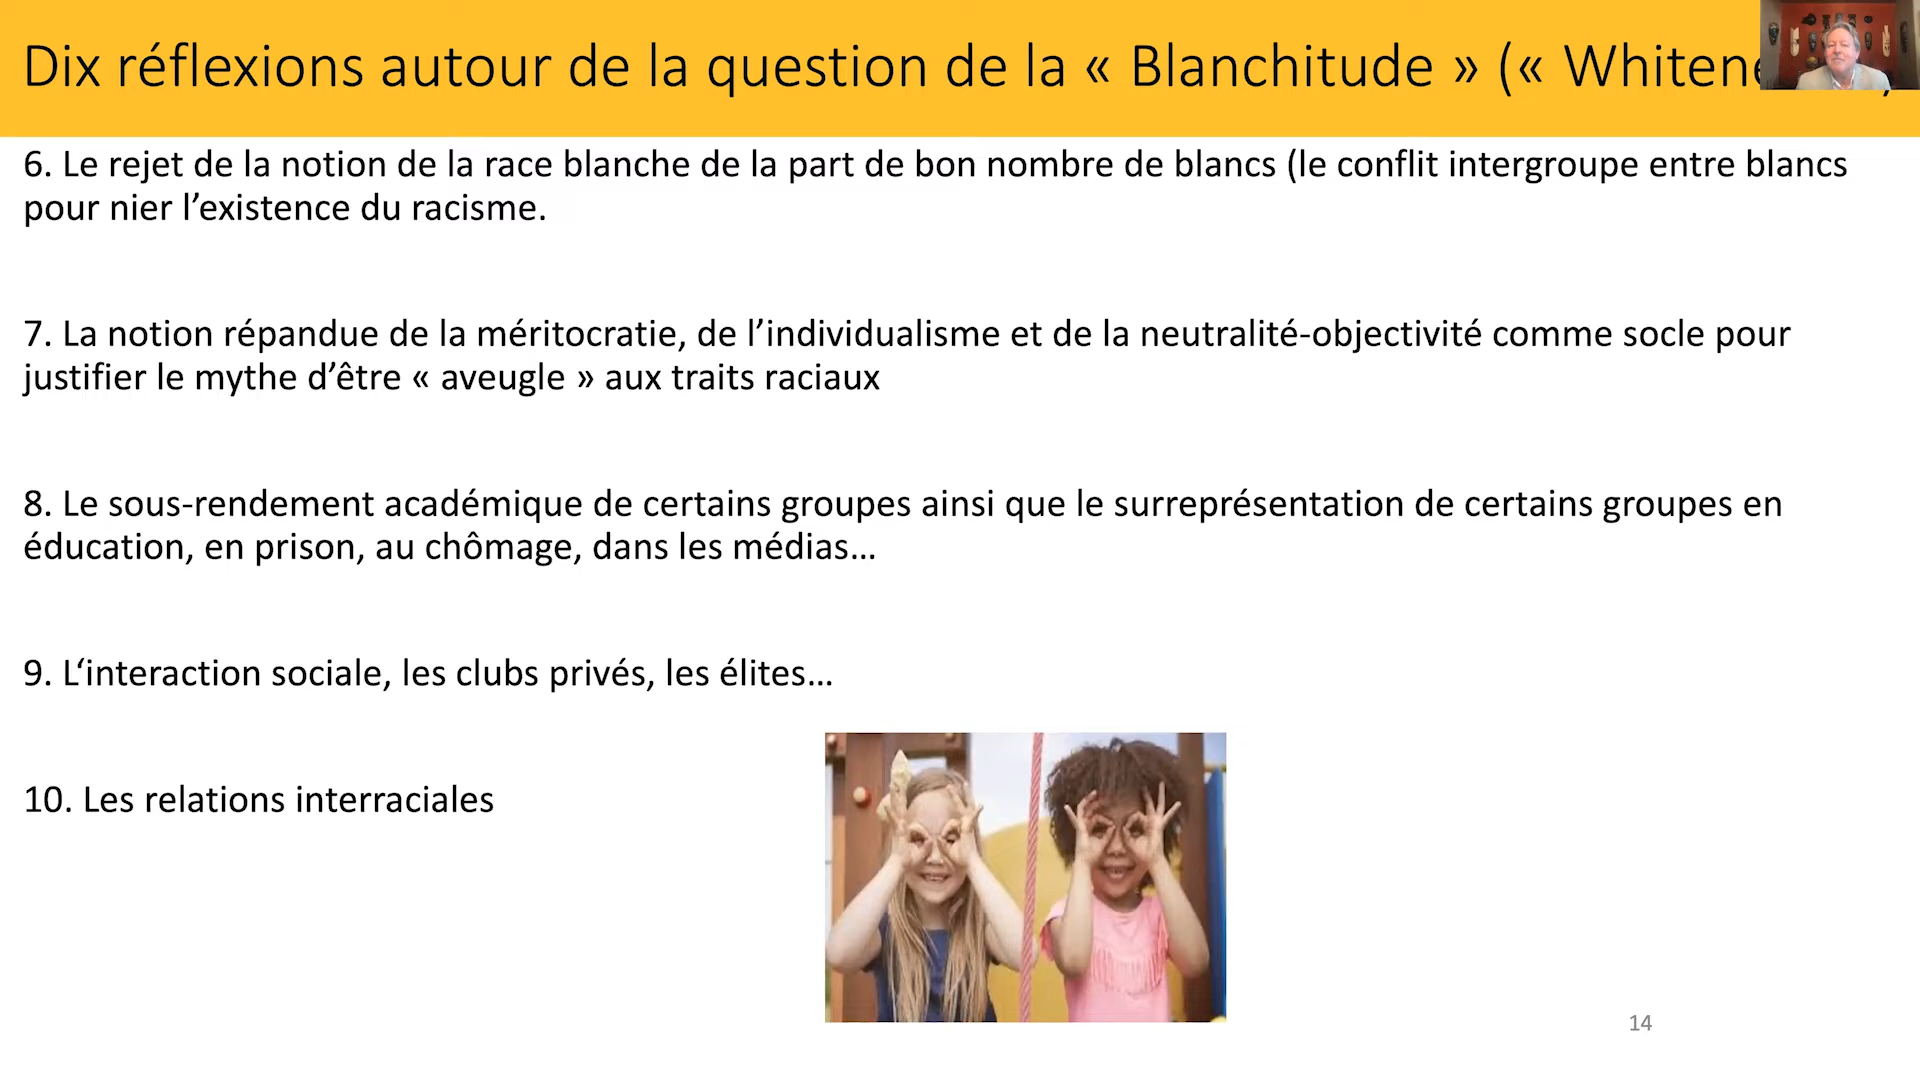 Dix réflexions autour de la question de la « Blanchitude » (« 
6. Le rejet de la notion de la race blanche de la part de bon nombre de blancs (le conflit intergroupe entre blancs
pour nier l’existence du racisme.
7. La notion répandue de la méritocratie, de l’individualisme et de la neutralité-objectivité comme socle pour
justifier le mythe d’être « aveugle » aux traits raciaux
8. Le sous-rendement académique de certains groupes ainsi que le surreprésentation de certains groupes en
éducation, en prison, au chômage, dans les médias…
9. L‘interaction sociale, les clubs privés, les élites…
10. Les relations interraciales
14